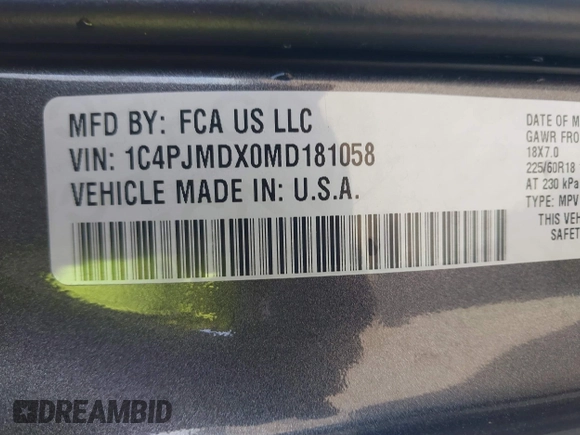 MFD BY: FCA US LLC
VIN: 1C4PJMDX0MD181058
VEHICLE MADE IN: U.S.A.
DATE OF M
GAWR FRO
18X7.0
225/60R18
AT 230 kPa
TYPE: MPV
THIS VEH
SAFET
DREAMBID